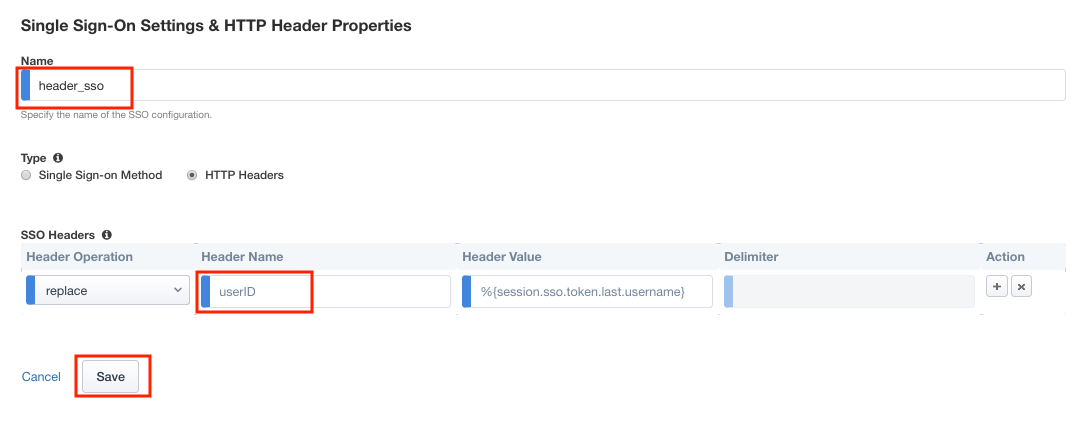 Single Sign-On Settings & HTTP Header Properties
Name
header_sso
Specify the name of the SSO configuration.
Type
Single Sign-on Method HTTP Headers
SSO Headers
Header Operation Header Name Header Value Delimiter Action
replace userID %{session.sso.token.last.username}
Cancel Save